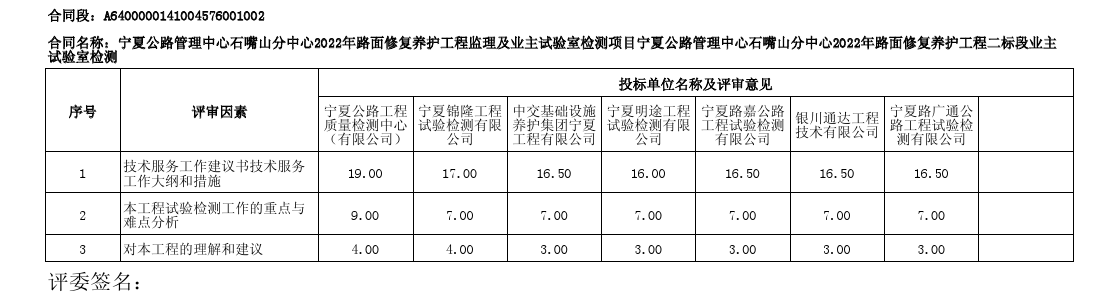 合同段：A6400000141004576001002
合同名称：宁夏公路管理中心石嘴山分中心2022年路面修复养护工程监理及业主试验室检测项目宁夏公路管理中心石嘴山分中心2022年路面修复养护工程二标段业主
试验室检测
序号
评审因素
投标单位名称及评审意见
宁夏公路工程
质量检测中心
（有限公司）
宁夏锦隆工程
试验检测有限
公司
中交基础设施
养护集团宁夏
工程有限公司
宁夏明途工程
试验检测有限
公司
宁夏路嘉公路
工程试验检测
有限公司
银川通达工程
技术有限公司
宁夏路广通公
路工程试验检
测有限公司
1
技术服务工作建议书技术服务
工作大纲和措施
19.00
17.00
16.50
16.00
16.50
16.50
16.50
2
本工程试验检测工作的重点与
难点分析
9.00
7.00
7.00
7.00
7.00
7.00
7.00
3
对本工程的理解和建议
4.00
4.00
3.00
3.00
3.00
3.00
3.00
评委签名：